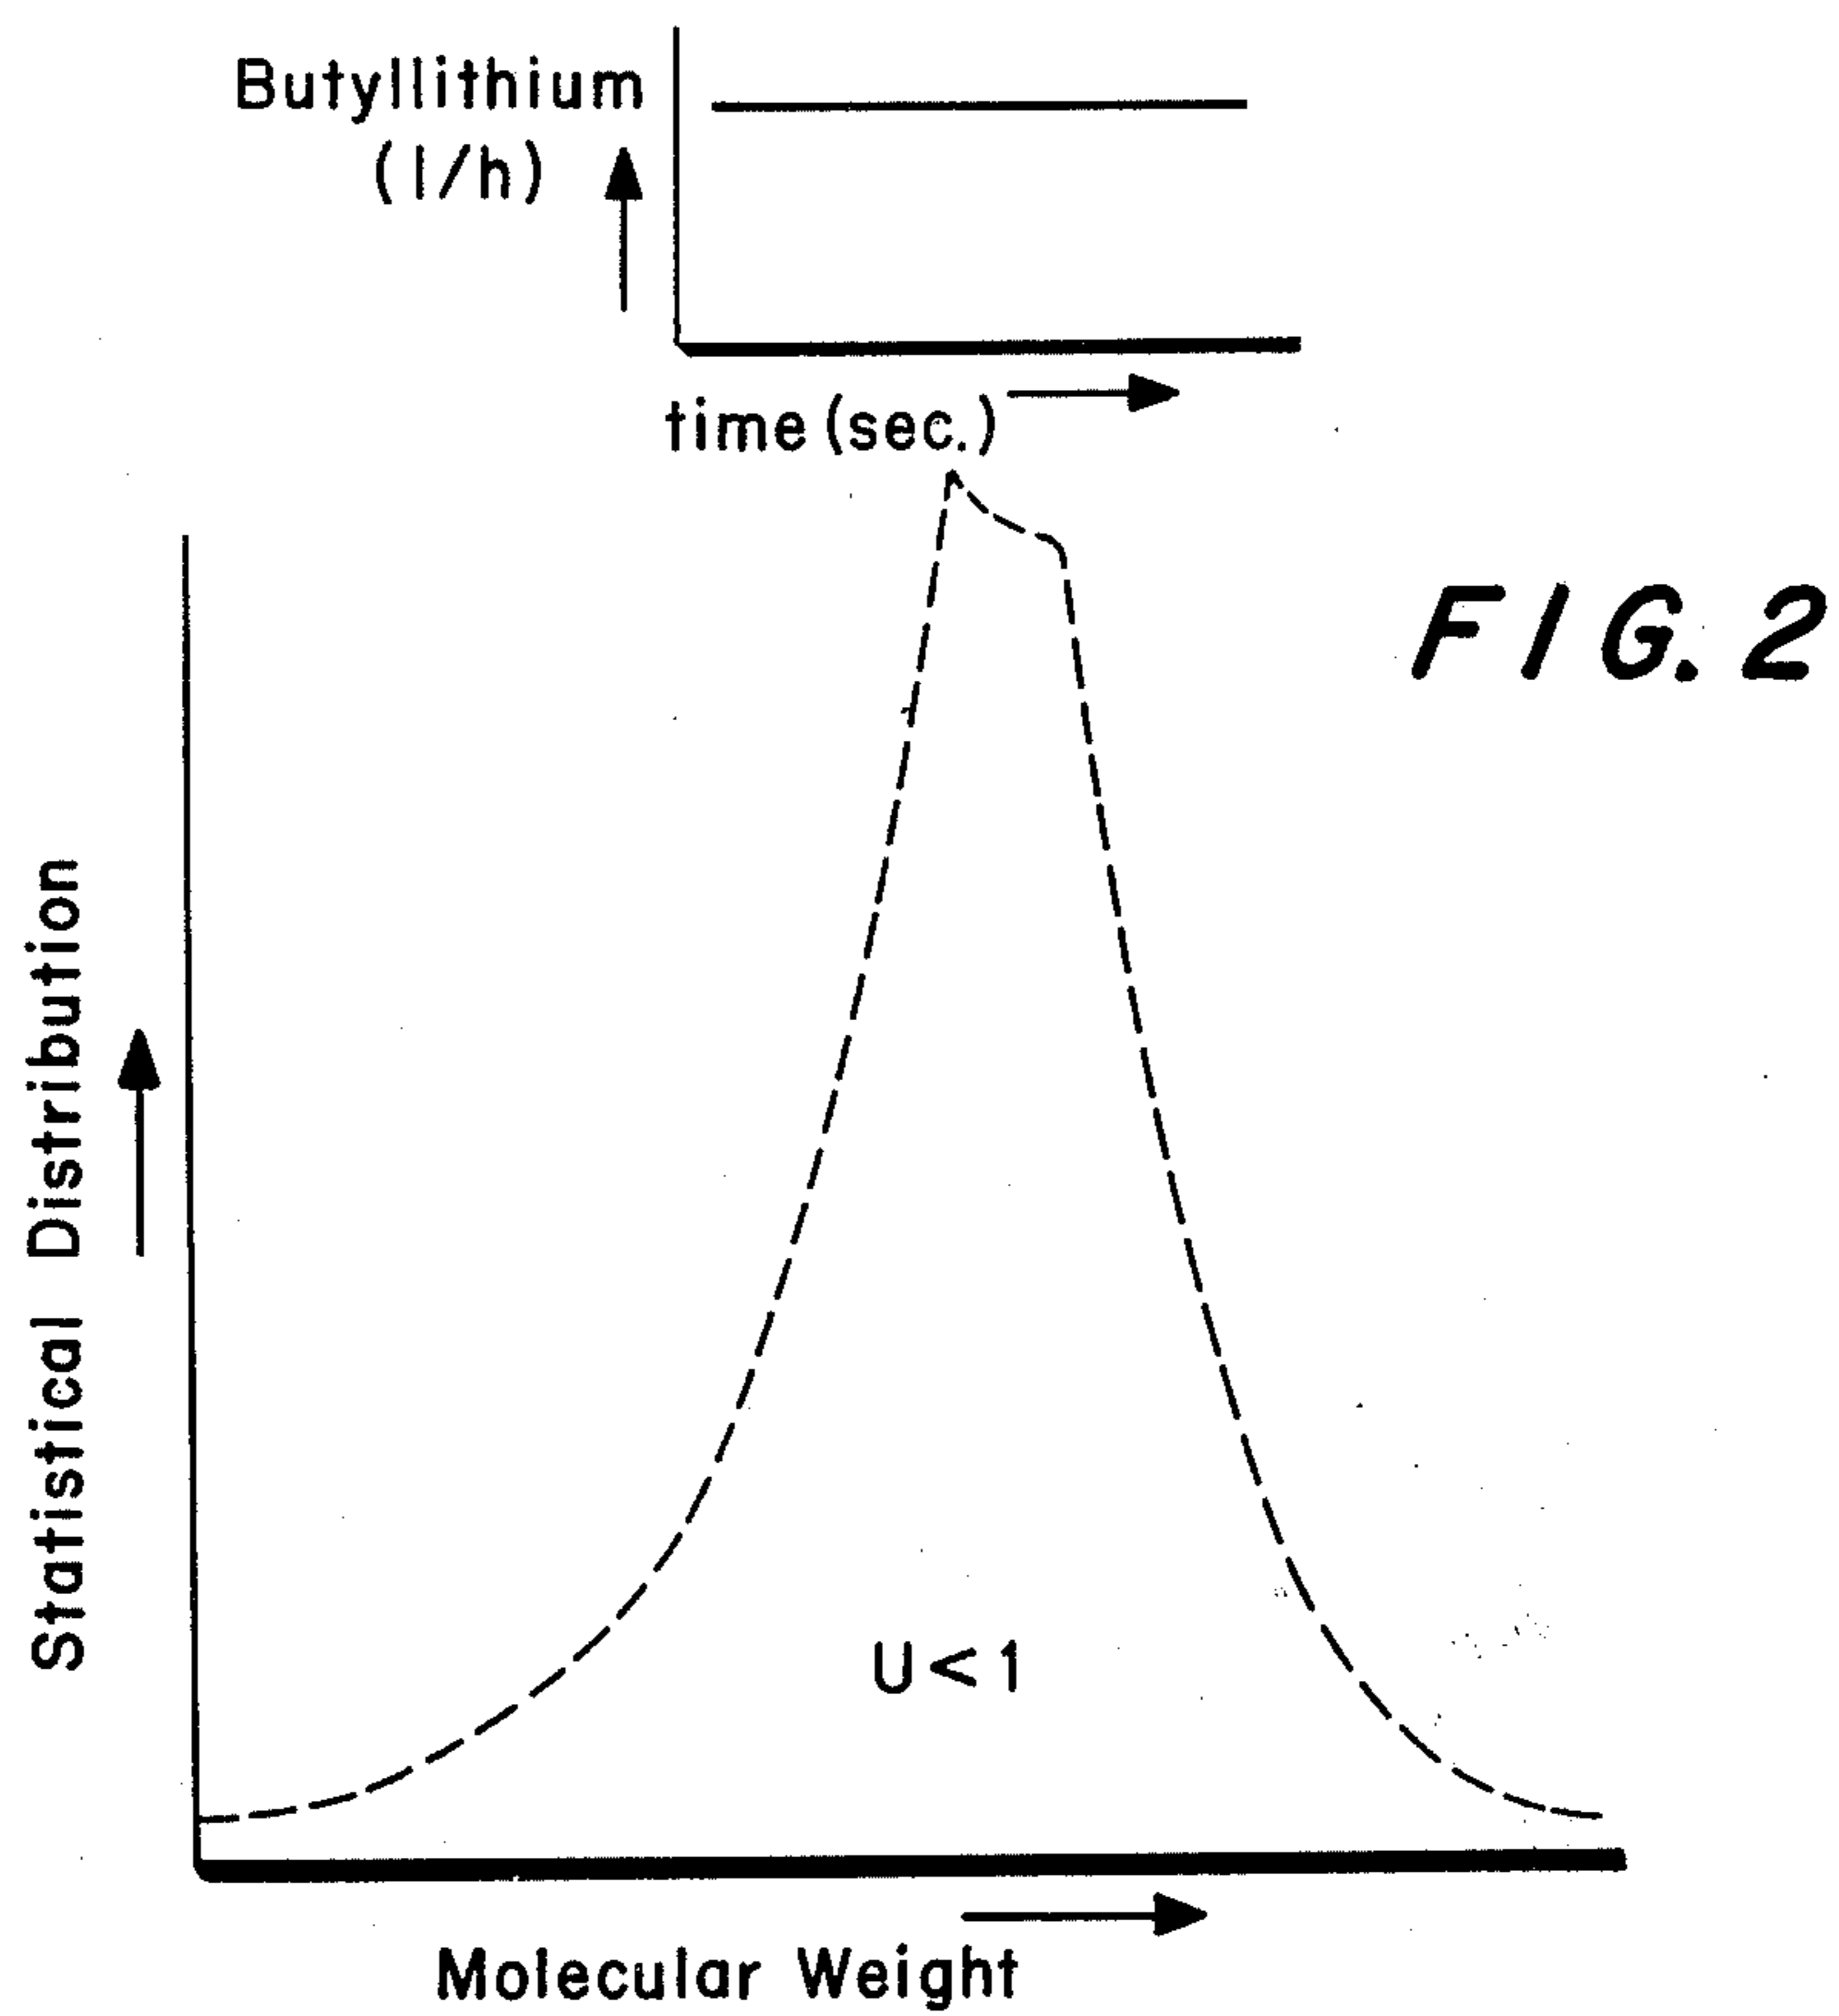 Butyllithium
(l/h)
time (sec.)
FIG. 2
Statistical Distribution
U<1
Molecular Weight